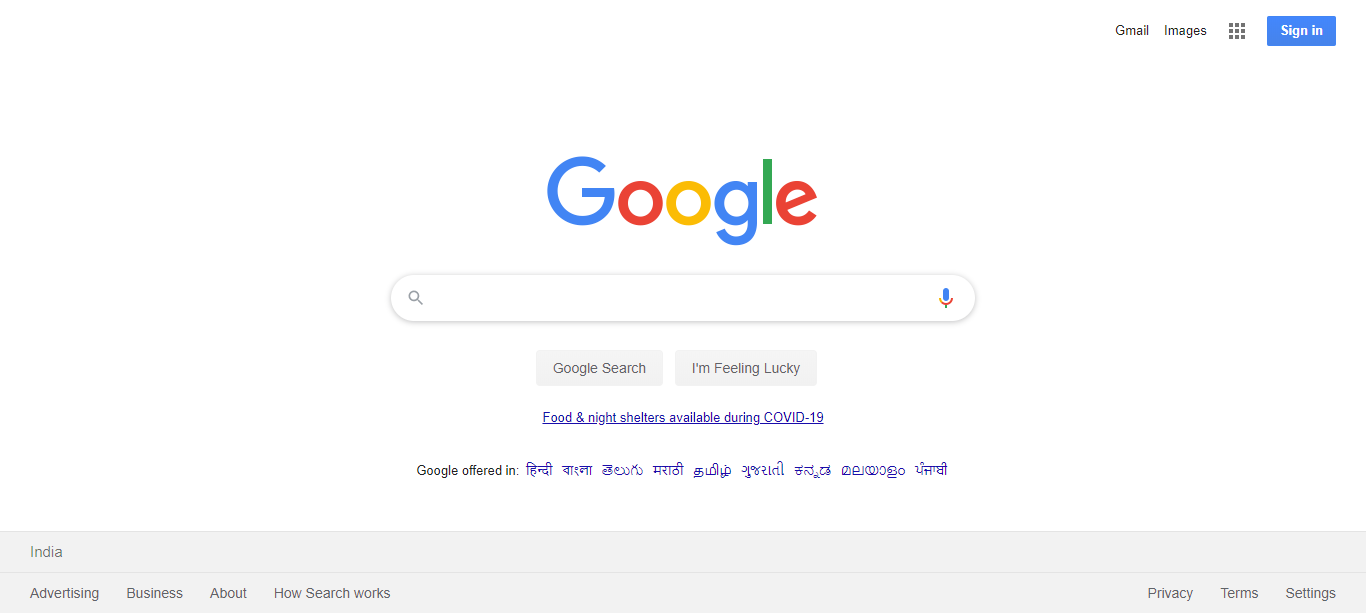 Gmail Images Sign in
Google
Google Search I'm Feeling Lucky
Food & night shelters available during COVID-19
Google offered in: हिन्दी বাংলা తెలుగు मराठी தமிழ் ગુજરાતી ಕನ್ನಡ മലയാളം ਪੰਜਾਬੀ
India
Advertising Business About How Search works Privacy Terms Settings